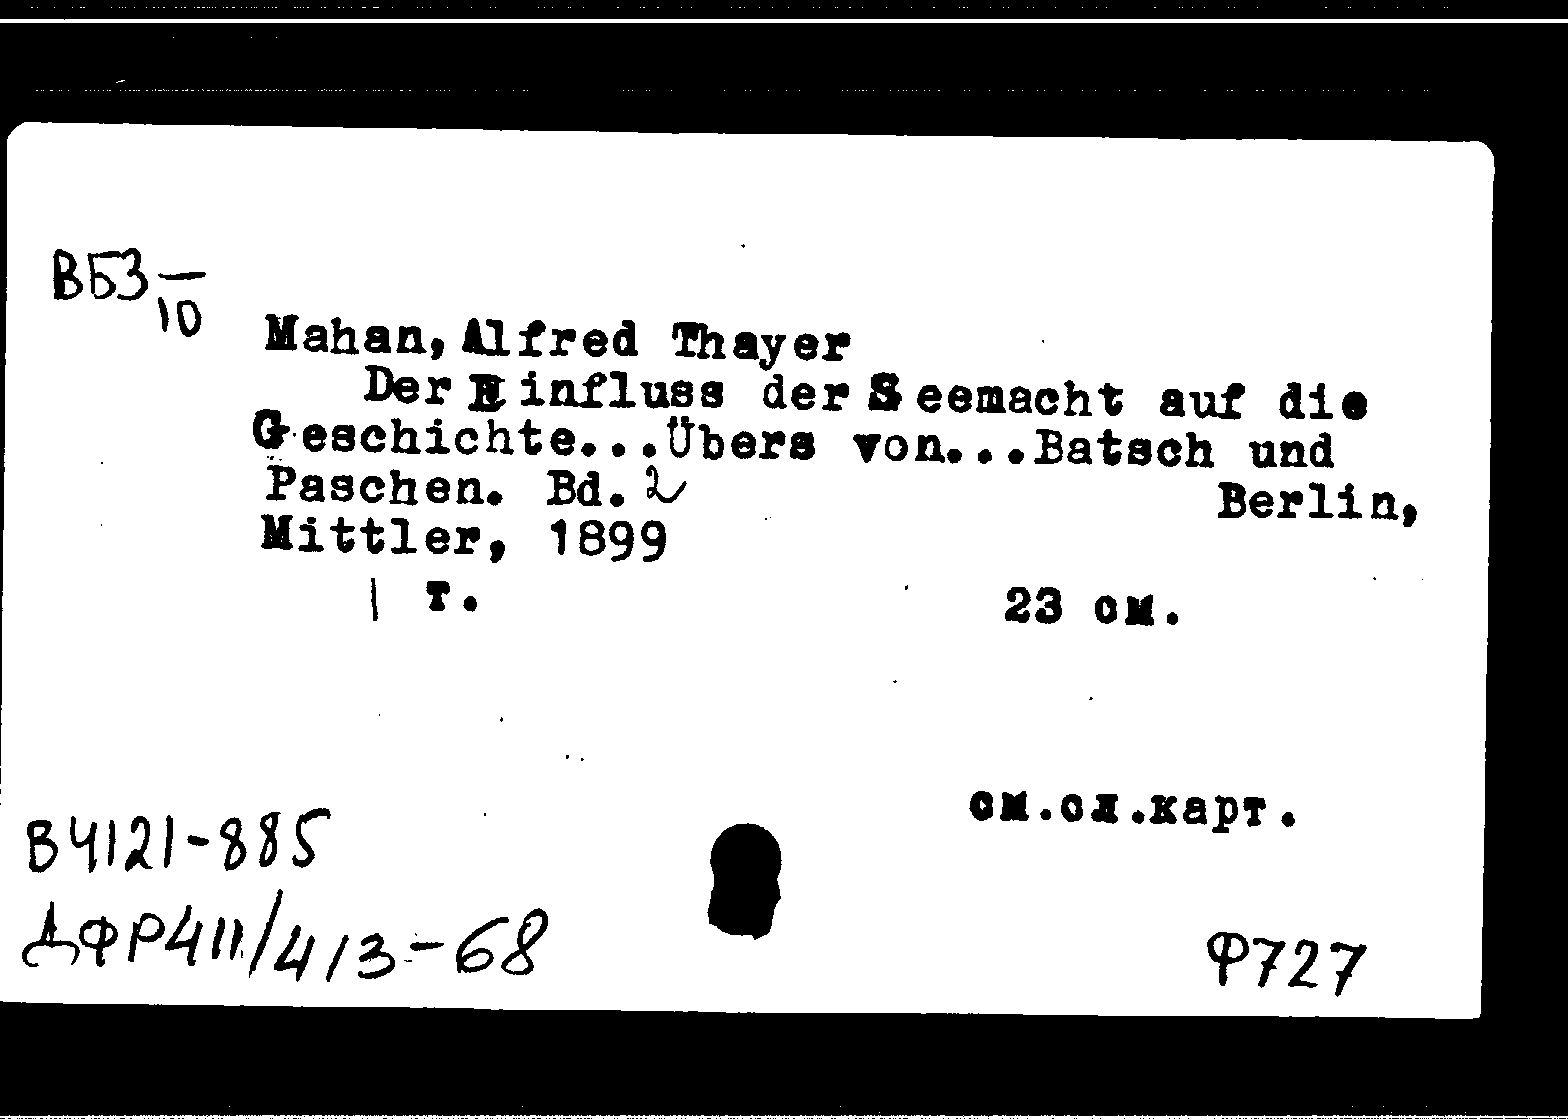 ВБЗ—
10
Mahan, Alfred Thayer
Der Einfluss der Seemacht auf die
Geschichte...Übers von...Batsch und
Paschen. Bd. 2
Berlin,
Mittler, 1899
1 т.
23 см.
см.сл.карт.
В4121-885
ДФР411/413-68
Ф727